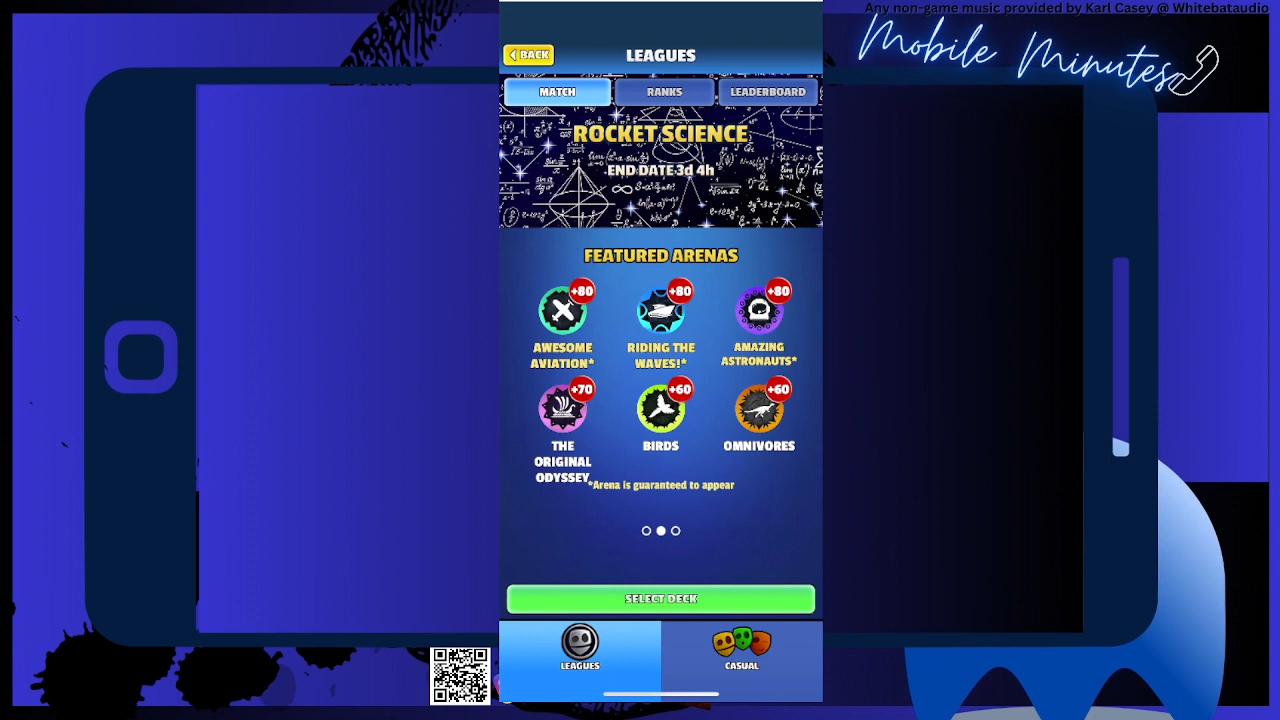 Any non-game music provided by Karl Casey @ Whitebataudio
Mobile Minutes
BACK
LEAGUES
MATCH
RANKS
LEADERBOARD
ROCKET SCIENCE
END DATE 3d 4h
FEATURED ARENAS
+80
+80
+80
AWESOME
AVIATION*
RIDING THE
WAVES!*
AMAZING
ASTRONAUTS*
+70
+60
+60
THE
ORIGINAL
ODYSSEY
BIRDS
OMNIVORES
*Arena is guaranteed to appear
SELECT DECK
LEAGUES
CASUAL